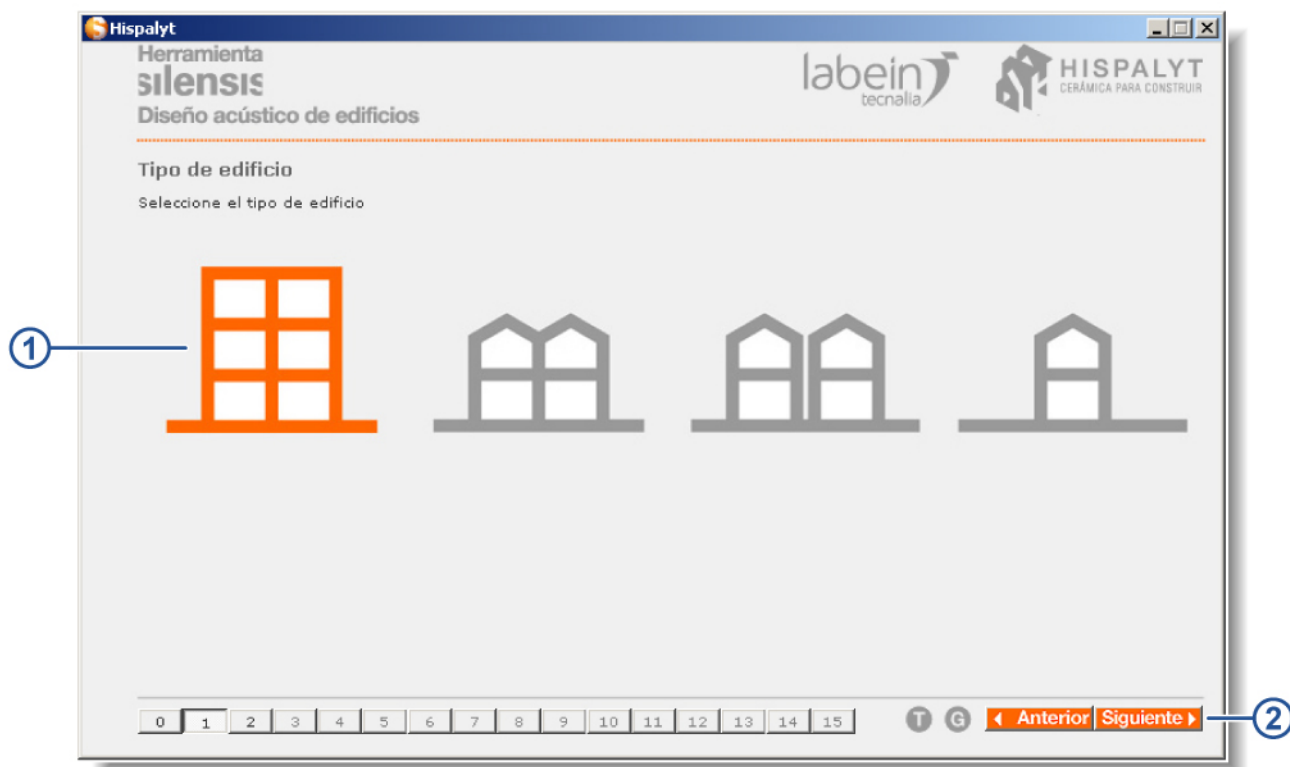 Hispalyt
Herramienta
silensis
Diseño acústico de edificios
labein
tecnalia
HISPALYT
CERÁMICA PARA CONSTRUIR
Tipo de edificio
Seleccione el tipo de edificio
1
0 1 2 3 4 5 6 7 8 9 10 11 12 13 14 15 T G Anterior Siguiente 2